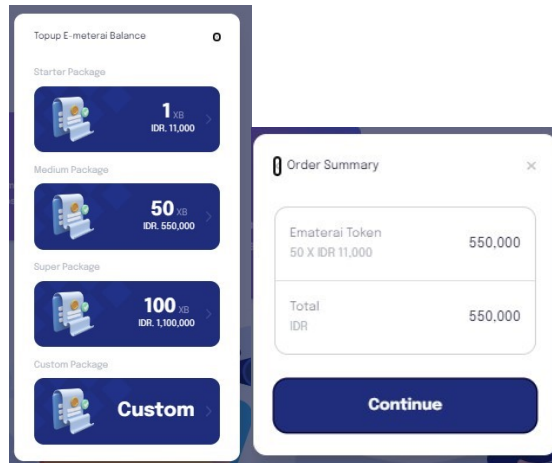 Topup E-meterai Balance
Starter Package
1 XB
IDR. 11,000
Medium Package
50 XB
IDR. 550,000
Super Package
100 XB
IDR. 1,100,000
Custom Package
Custom
Order Summary
Ematerai Token 550,000
50 X IDR 11,000
Total 550,000
IDR
Continue